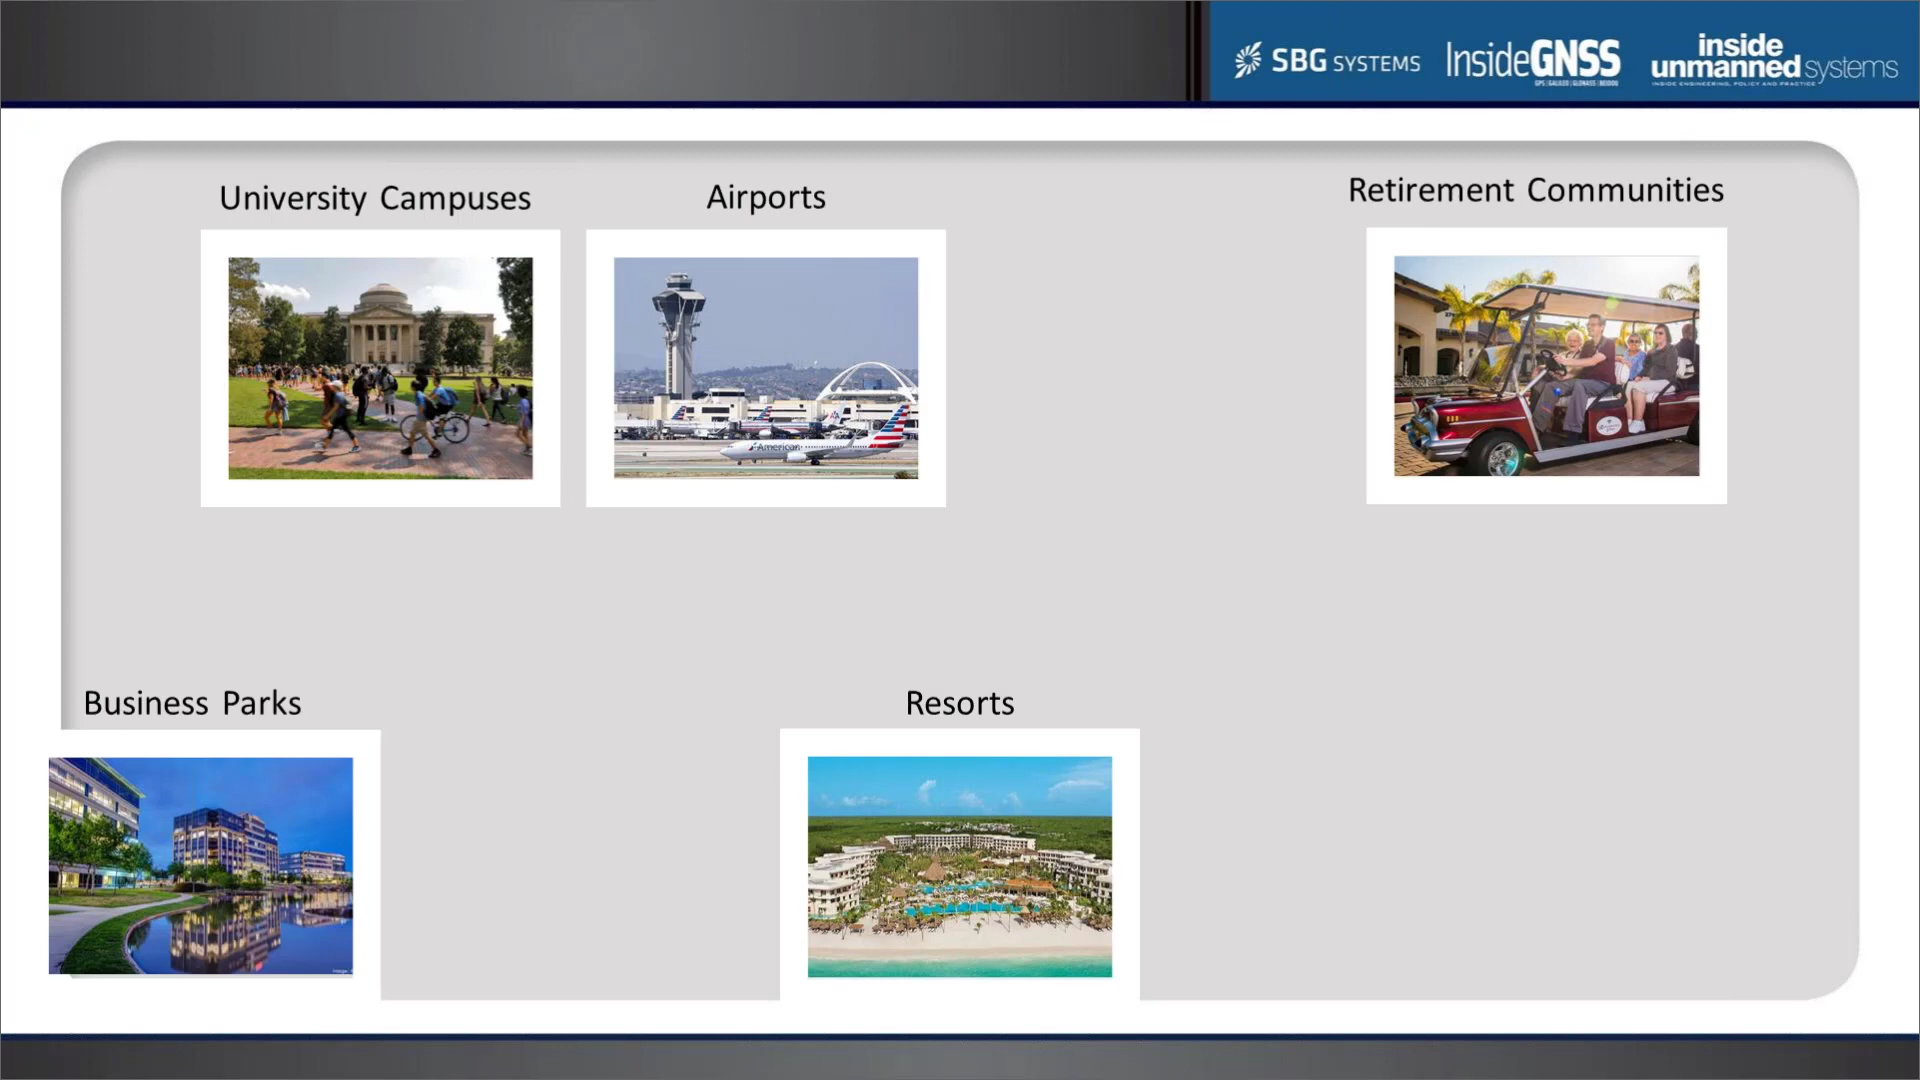 SBG SYSTEMS
InsideGNSS
GPS | GALILEO | GLONASS | BEIDOU
inside
unmanned systems
INSIDE ENGINEERING, POLICY AND PRACTICE
University Campuses
Airports
Retirement Communities
American
Business Parks
Resorts